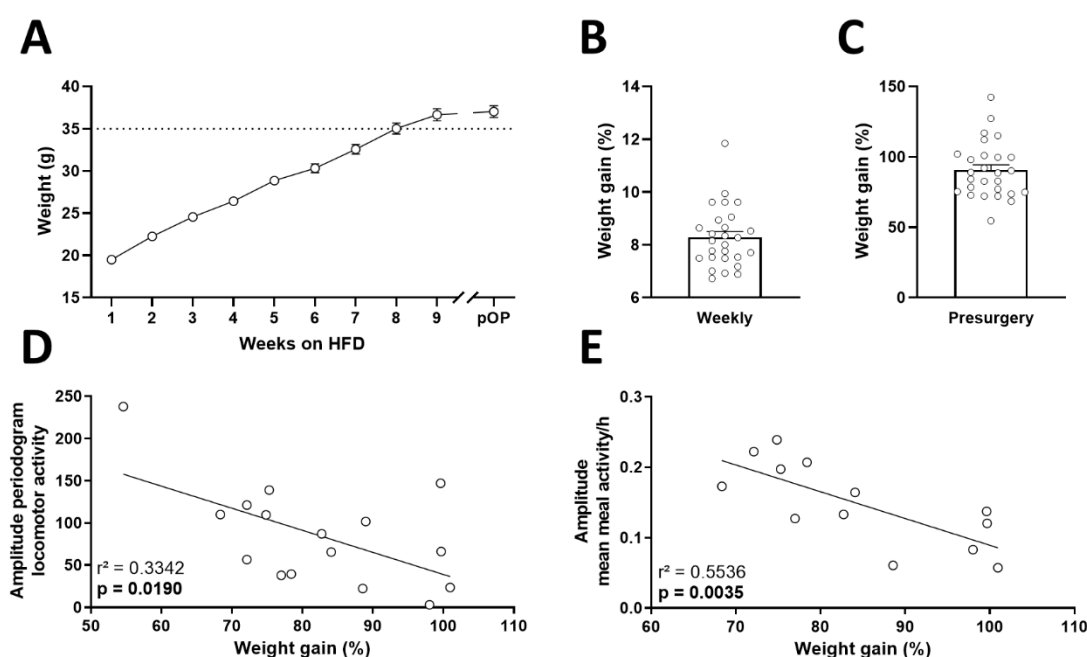 A
Weight (g)
40
35
30
25
20
15
1 2 3 4 5 6 7 8 9 pOP
Weeks on HFD
B
Weight gain (%)
14
12
10
8
6
Weekly
C
Weight gain (%)
150
100
50
0
Presurgery
D
Amplitude periodogram
locomotor activity
250
200
150
100
50
0
r² = 0.3342
p = 0.0190
50 60 70 80 90 100 110
Weight gain (%)
E
Amplitude
mean meal activity/h
0.3
0.2
0.1
0.0
r² = 0.5536
p = 0.0035
60 70 80 90 100 110
Weight gain (%)